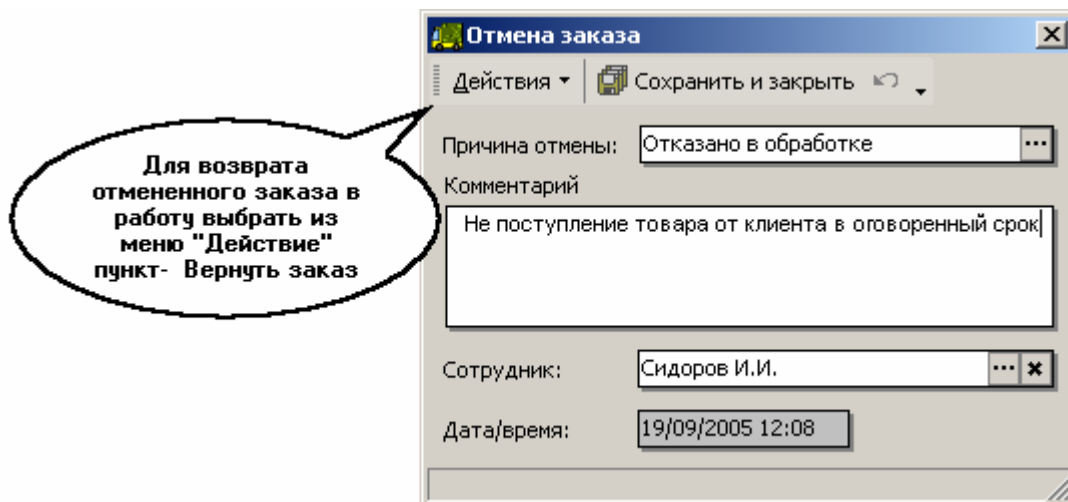 Отмена заказа
Действия
Сохранить и закрыть
Причина отмены:
Отказано в обработке
Комментарий
Не поступление товара от клиента в оговоренный срок
Сотрудник:
Сидоров И.И.
Дата/время:
19/09/2005 12:08
Для возврата
отмененного заказа в
работу выбрать из
меню "Действие"
пункт- Вернуть заказ